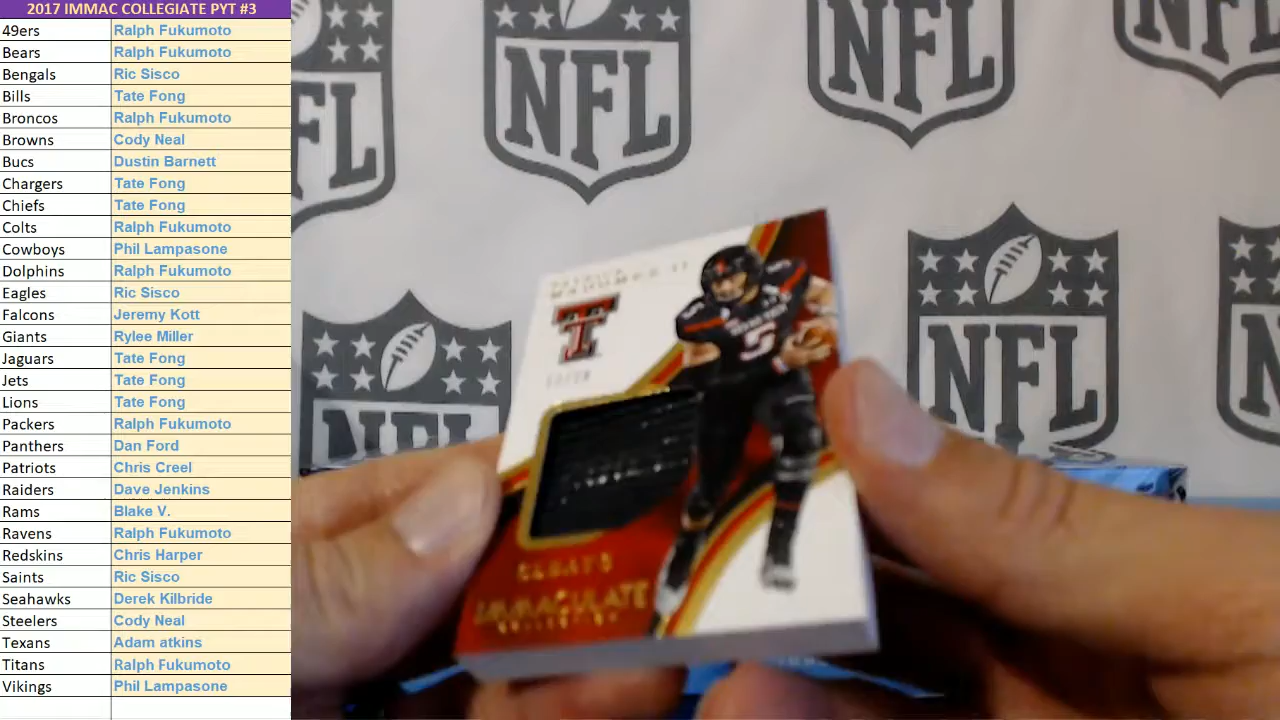 2017 IMMAC COLLEGIATE PYT #3
49ers Ralph Fukumoto
Bears Ralph Fukumoto
Bengals Ric Sisco
Bills Tate Fong
Broncos Ralph Fukumoto
Browns Cody Neal
Bucs Dustin Barnett
Chargers Tate Fong
Chiefs Tate Fong
Colts Ralph Fukumoto
Cowboys Phil Lampasone
Dolphins Ralph Fukumoto
Eagles Ric Sisco
Falcons Jeremy Kott
Giants Rylee Miller
Jaguars Tate Fong
Jets Tate Fong
Lions Tate Fong
Packers Ralph Fukumoto
Panthers Dan Ford
Patriots Chris Creel
Raiders Dave Jenkins
Rams Blake V.
Ravens Ralph Fukumoto
Redskins Chris Harper
Saints Ric Sisco
Seahawks Derek Kilbride
Steelers Cody Neal
Texans Adam atkins
Titans Ralph Fukumoto
Vikings Phil Lampasone
NFL
NFL
NFL
NFL
NFL
NFL
NFL
T
5
CLEATS
IMMACULATE
COLLECTION